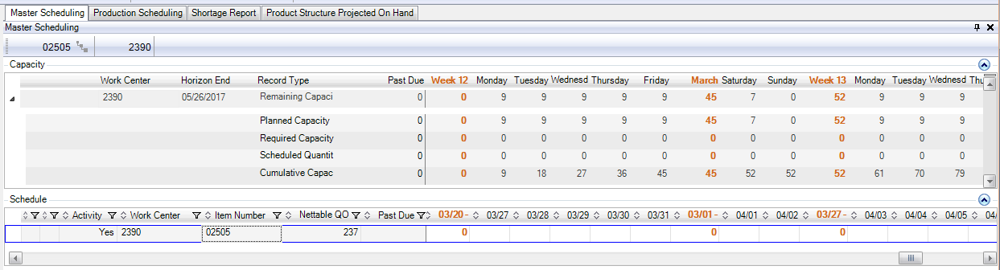 Master Scheduling Production Scheduling Shortage Report Product Structure Projected On Hand
Master Scheduling
02505 2390
Capacity
Work Center Horizon End Record Type Past Due Week 12 Monday Tuesday Wednesd Thursday Friday March Saturday Sunday Week 13 Monday Tuesday Wednesd Thu
2390 05/26/2017 Remaining Capaci 0 0 9 9 9 9 9 45 7 0 52 9 9 9
Planned Capacity 0 0 9 9 9 9 9 45 7 0 52 9 9 9
Required Capacity 0 0 0 0 0 0 0 0 0 0 0 0 0 0
Scheduled Quantit 0 0 0 0 0 0 0 0 0 0 0 0 0 0
Cumulative Capac 0 0 9 18 27 36 45 45 52 52 52 61 70 79
Schedule
Activity Work Center Item Number Nettable QO Past Due 03/20- 03/27 03/28 03/29 03/30 03/31 03/01- 04/01 04/02 03/27- 04/03 04/04 04/05 04/
Yes 2390 02505 237 0 0 0